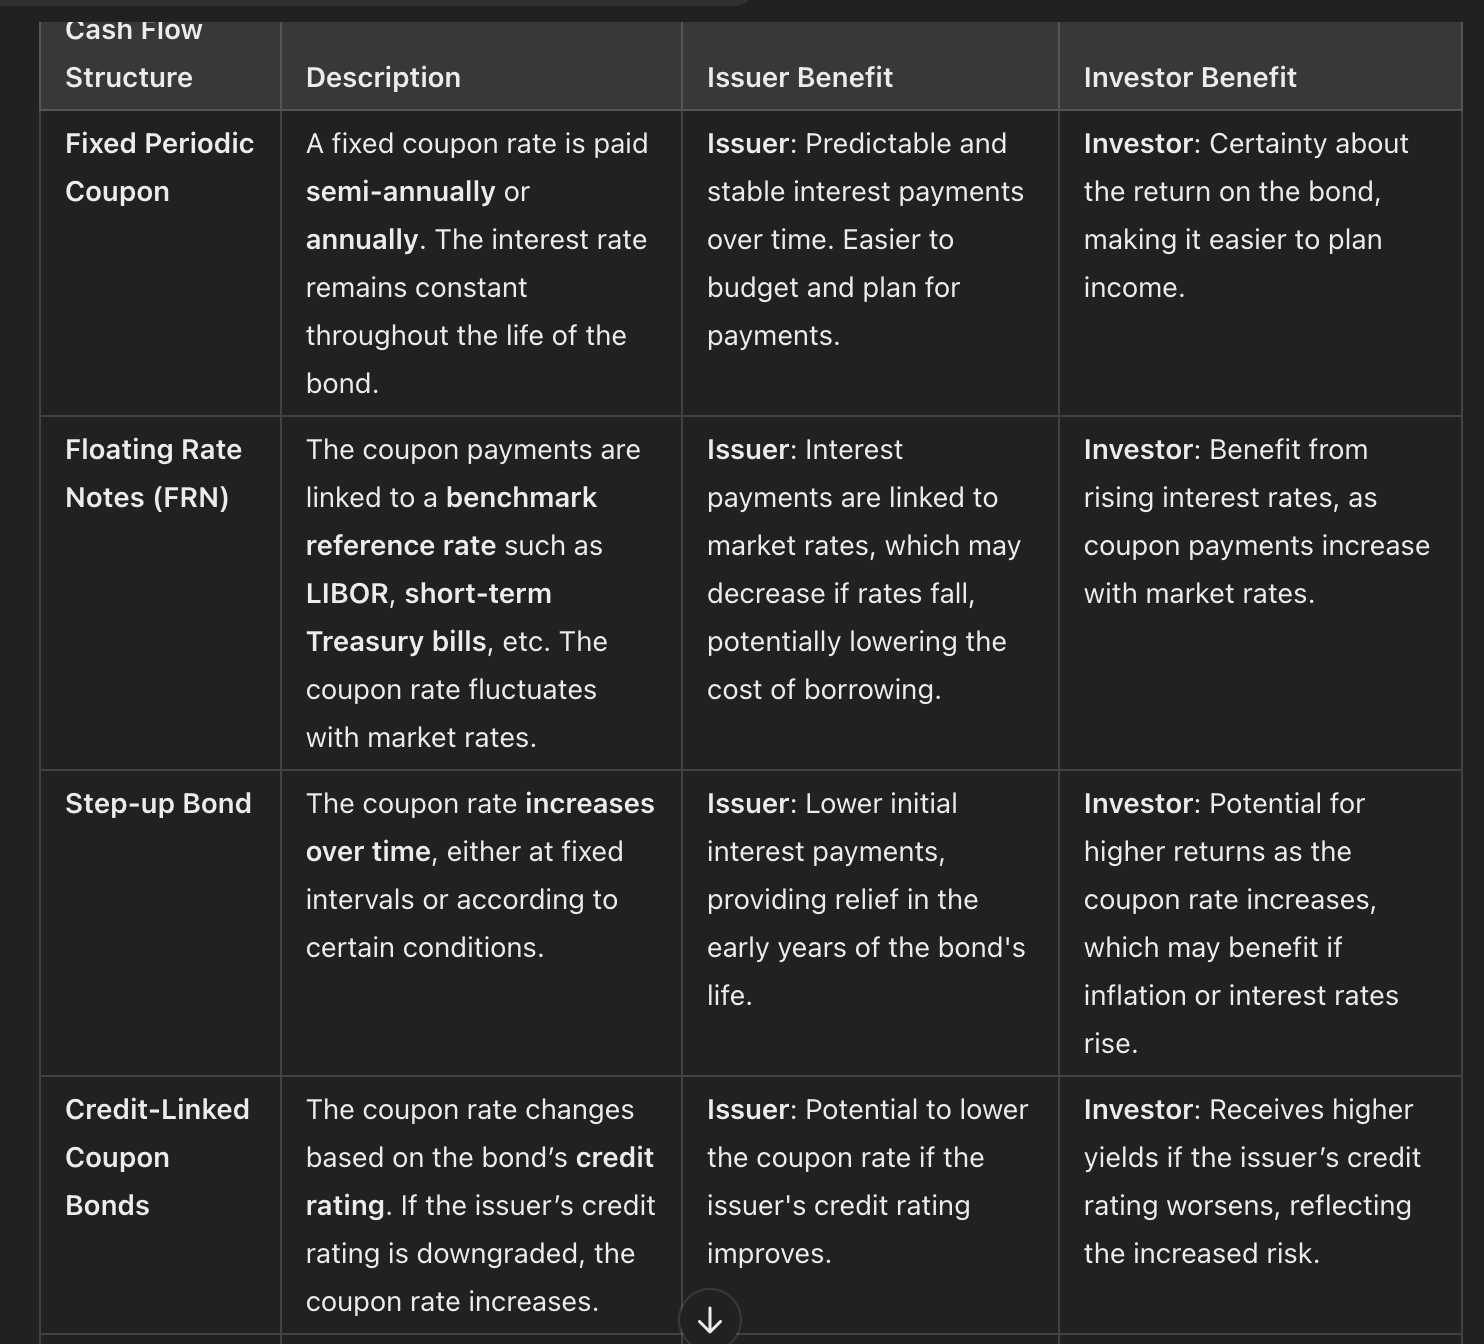 Cash Flow
Structure
Description
Issuer Benefit
Investor Benefit
Fixed Periodic
Coupon
A fixed coupon rate is paid
semi-annually or
annually. The interest rate
remains constant
throughout the life of the
bond.
Issuer: Predictable and
stable interest payments
over time. Easier to
budget and plan for
payments.
Investor: Certainty about
the return on the bond,
making it easier to plan
income.
Floating Rate
Notes (FRN)
The coupon payments are
linked to a benchmark
reference rate such as
LIBOR, short-term
Treasury bills, etc. The
coupon rate fluctuates
with market rates.
Issuer: Interest
payments are linked to
market rates, which may
decrease if rates fall,
potentially lowering the
cost of borrowing.
Investor: Benefit from
rising interest rates, as
coupon payments increase
with market rates.
Step-up Bond
The coupon rate increases
over time, either at fixed
intervals or according to
certain conditions.
Issuer: Lower initial
interest payments,
providing relief in the
early years of the bond's
life.
Investor: Potential for
higher returns as the
coupon rate increases,
which may benefit if
inflation or interest rates
rise.
Credit-Linked
Coupon
Bonds
The coupon rate changes
based on the bond’s credit
rating. If the issuer’s credit
rating is downgraded, the
coupon rate increases.
Issuer: Potential to lower
the coupon rate if the
issuer's credit rating
improves.
Investor: Receives higher
yields if the issuer’s credit
rating worsens, reflecting
the increased risk.